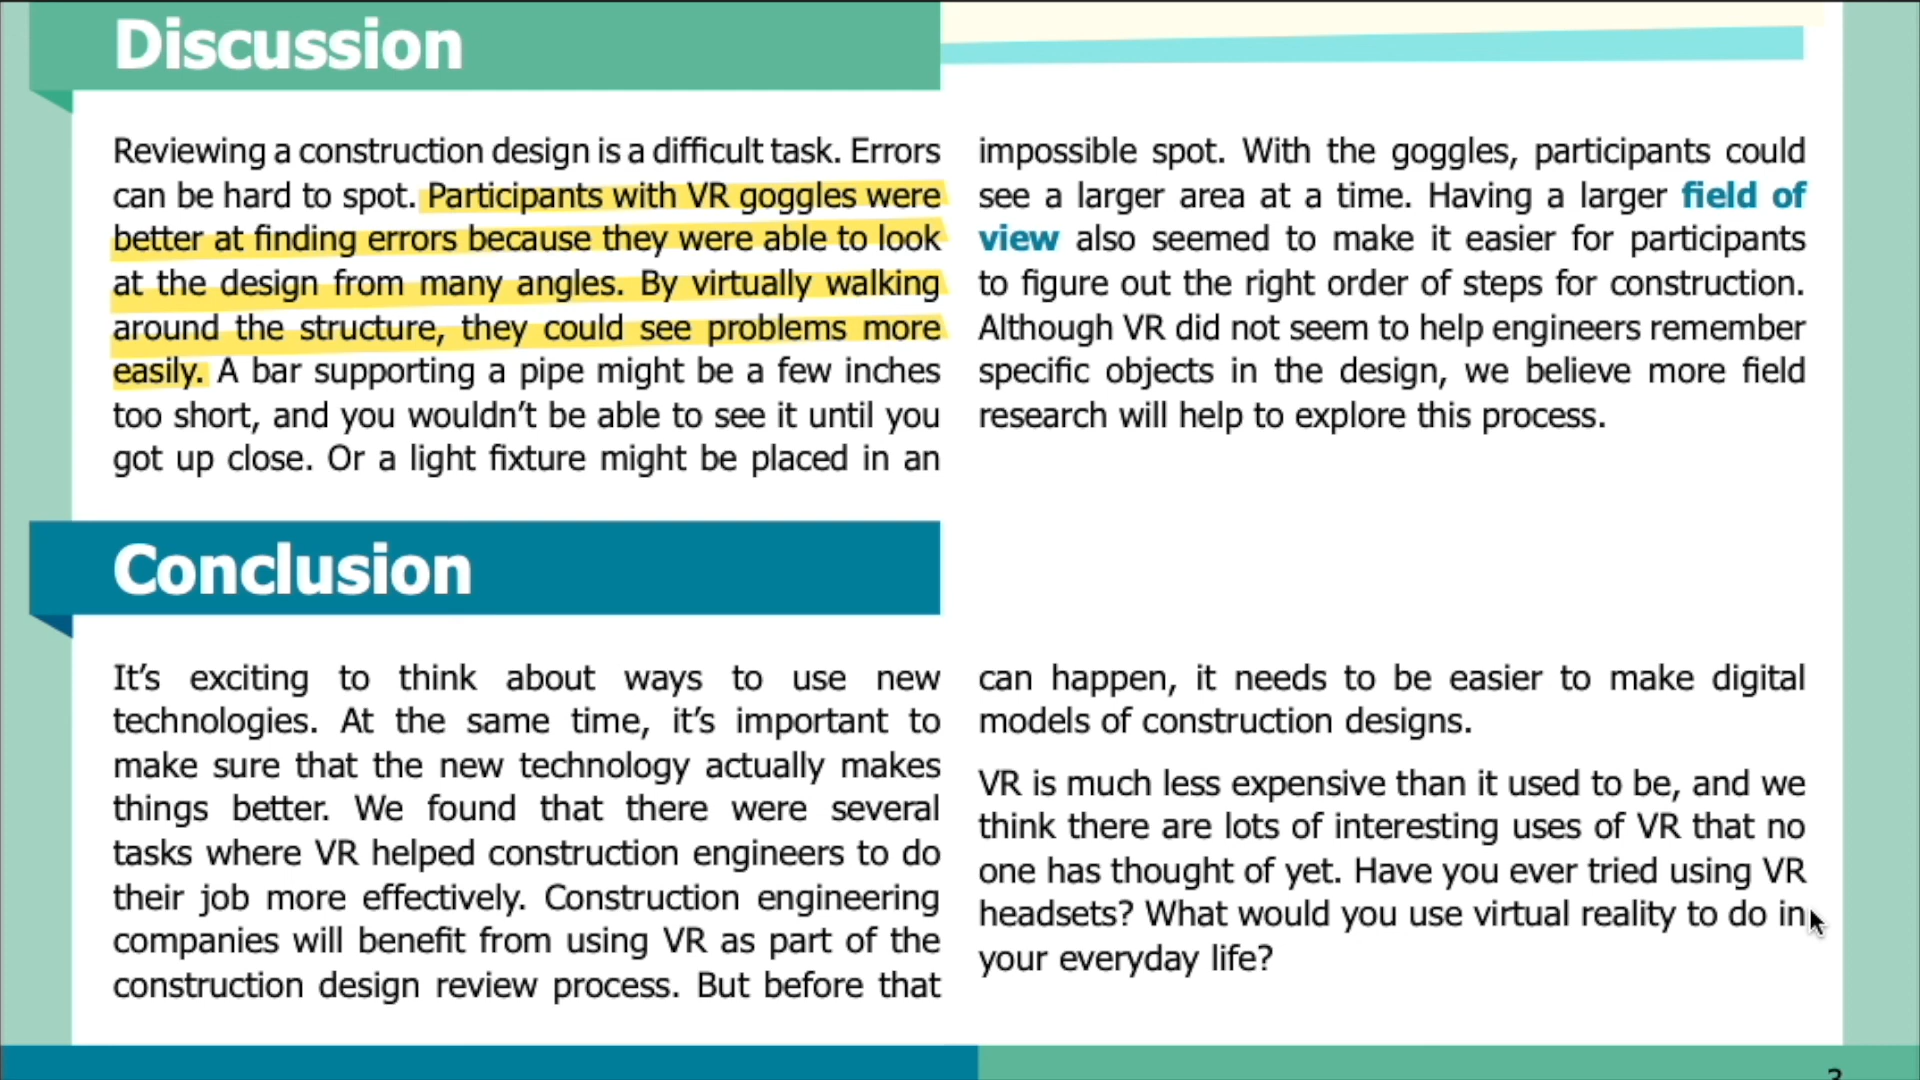 Discussion
Reviewing a construction design is a difficult task. Errors
can be hard to spot. Participants with VR goggles were
better at finding errors because they were able to look
at the design from many angles. By virtually walking
around the structure, they could see problems more
easily. A bar supporting a pipe might be a few inches
too short, and you wouldn’t be able to see it until you
got up close. Or a light fixture might be placed in an
impossible spot. With the goggles, participants could
see a larger area at a time. Having a larger field of
view also seemed to make it easier for participants
to figure out the right order of steps for construction.
Although VR did not seem to help engineers remember
specific objects in the design, we believe more field
research will help to explore this process.
Conclusion
It’s exciting to think about ways to use new
technologies. At the same time, it’s important to
make sure that the new technology actually makes
things better. We found that there were several
tasks where VR helped construction engineers to do
their job more effectively. Construction engineering
companies will benefit from using VR as part of the
construction design review process. But before that
can happen, it needs to be easier to make digital
models of construction designs.
VR is much less expensive than it used to be, and we
think there are lots of interesting uses of VR that no
one has thought of yet. Have you ever tried using VR
headsets? What would you use virtual reality to do in
your everyday life?